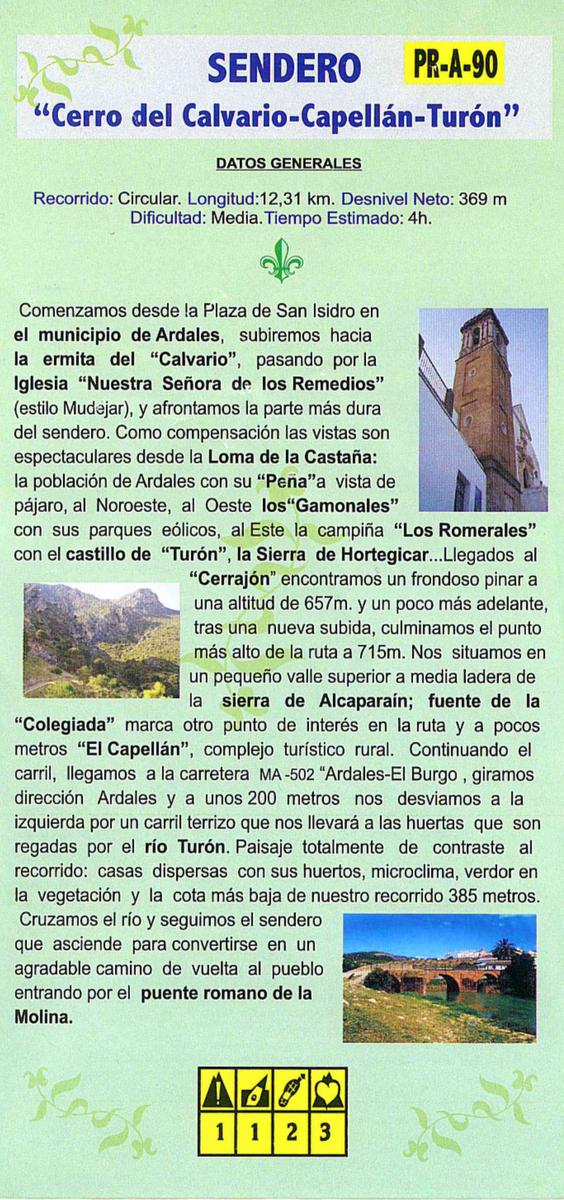 SENDERO PR-A-90
“Cerro del Calvario-Capellán-Turón”
DATOS GENERALES
Recorrido: Circular. Longitud:12,31 km. Desnivel Neto: 369 m
Dificultad: Media. Tiempo Estimado: 4h.
Comenzamos desde la Plaza de San Isidro en
el municipio de Ardales, subiremos hacia
la ermita del “Calvario”, pasando por la
Iglesia “Nuestra Señora de los Remedios”
(estilo Mudejar), y afrontamos la parte más dura
del sendero. Como compensación las vistas son
espectaculares desde la Loma de la Castaña:
la población de Ardales con su “Peña”a vista de
pájaro, al Noroeste, al Oeste los“Gamonales”
con sus parques eólicos, al Este la campiña “Los Romerales”
con el castillo de “Turón”, la Sierra de Hortegicar...Llegados al
“Cerrajón” encontramos un frondoso pinar a
una altitud de 657m. y un poco más adelante,
tras una nueva subida, culminamos el punto
más alto de la ruta a 715m. Nos situamos en
un pequeño valle superior a media ladera de
la sierra de Alcaparaín; fuente de la
“Colegiada” marca otro punto de interés en la ruta y a pocos
metros “El Capellán”, complejo turístico rural. Continuando el
carril, llegamos a la carretera MA -502 “Ardales-El Burgo , giramos
dirección Ardales y a unos 200 metros nos desviamos a la
izquierda por un carril terrizo que nos llevará a las huertas que son
regadas por el río Turón. Paisaje totalmente de contraste al
recorrido: casas dispersas con sus huertos, microclima, verdor en
la vegetación y la cota más baja de nuestro recorrido 385 metros.
Cruzamos el río y seguimos el sendero
que asciende para convertirse en un
agradable camino de vuelta al pueblo
entrando por el puente romano de la
Molina.
1 1 2 3